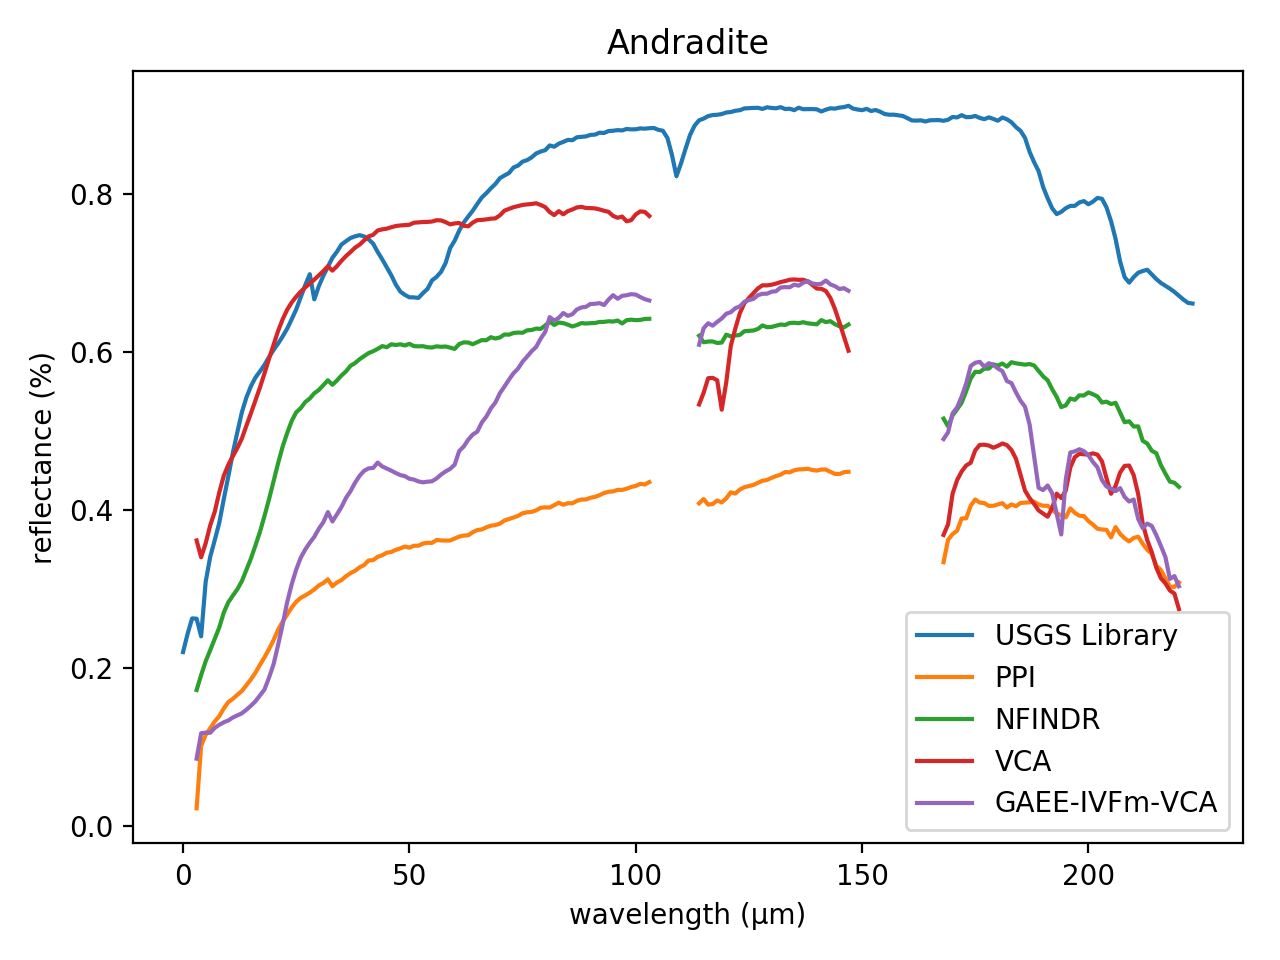 Andradite
reflectance (%)
0.8
0.6
0.4
0.2
0.0
0 50 100 150 200
wavelength (μm)
USGS Library
PPI
NFINDR
VCA
GAEE-IVFm-VCA